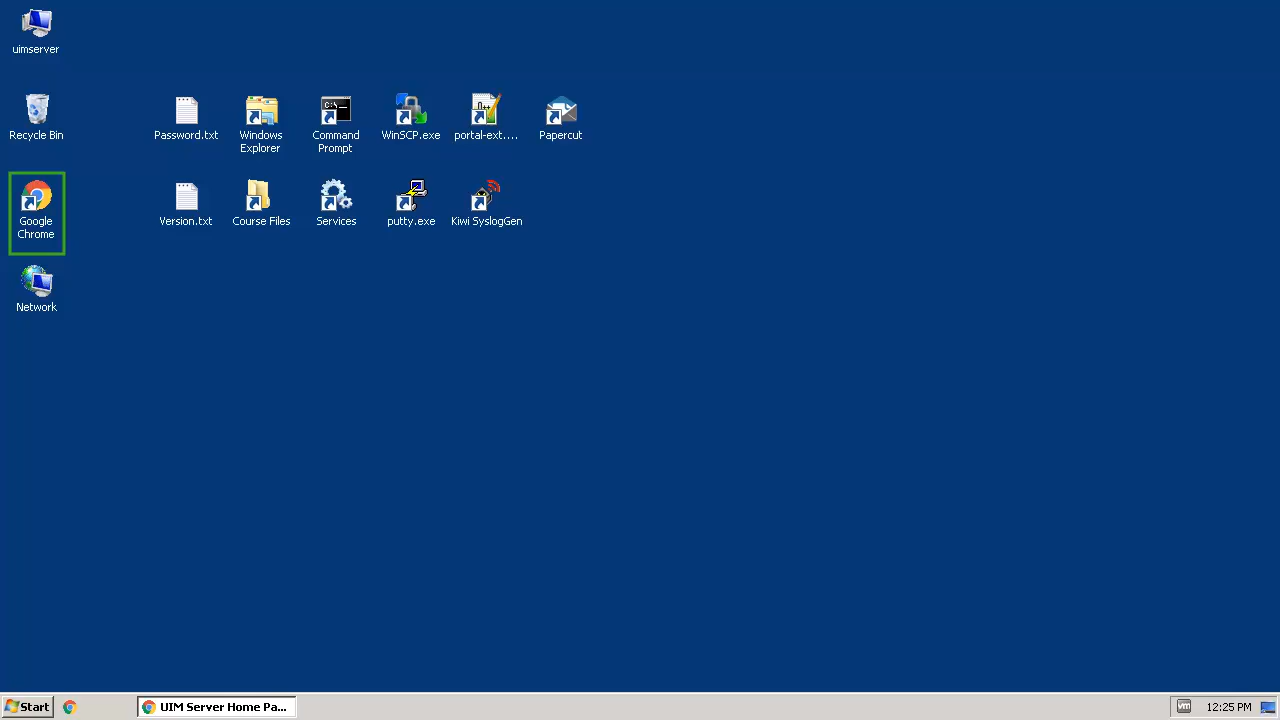 uimserver
Recycle Bin
Password.txt
Windows
Explorer
C:\_
Command
Prompt
WinSCP.exe
portal-ext....
Papercut
Google
Chrome
Version.txt
Course Files
Services
putty.exe
Kiwi SyslogGen
Network
Start
UIM Server Home Pa...
vm
12:25 PM